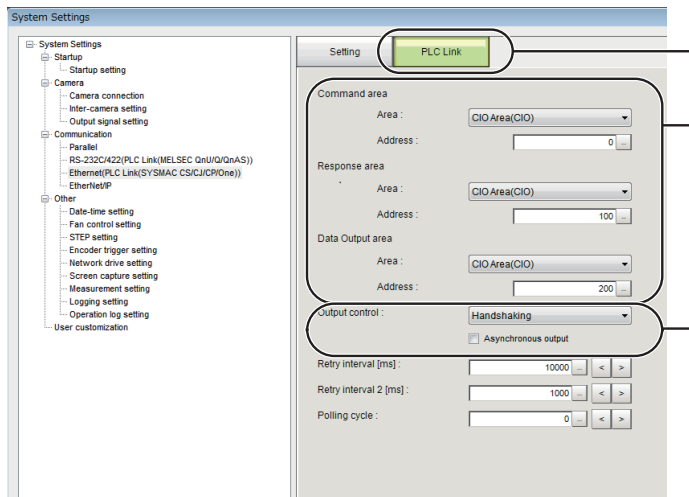 System Settings
System Settings
Startup
Startup setting
Camera
Camera connection
Inter-camera setting
Output signal setting
Communication
Parallel
RS-232C/422(PLC Link(MELSEC QnU/Q/QnAS))
Ethernet(PLC Link(SYSMAC CS/CJ/CP/One))
EtherNet/IP
Other
Date-time setting
Fan control setting
STEP setting
Encoder trigger setting
Network drive setting
Screen capture setting
Measurement setting
Logging setting
Operation log setting
User customization
Setting
PLC Link
Command area
Area : CIO Area(CIO)
Address : 0 ...
Response area
Area : CIO Area(CIO)
Address : 100 ...
Data Output area
Area : CIO Area(CIO)
Address : 200 ...
Output control : Handshaking
Asynchronous output
Retry interval [ms] : 10000 ... < >
Retry interval 2 [ms] : 1000 ... < >
Polling cycle : 0 ... < >